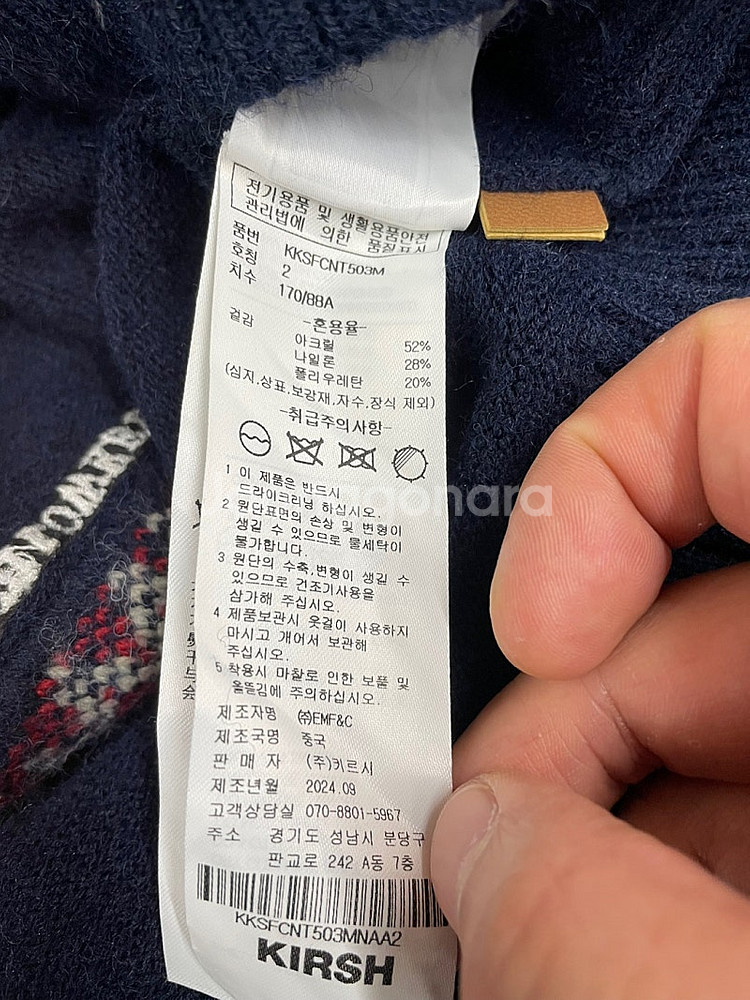 전기용품 및 생활용품안전
관리법에 의한 품질표시
품번 KKSFCNT503M
호칭 2
치수 170/88A
겉감 -혼용율-
아크릴 52%
나일론 28%
폴리우레탄 20%
(심지,상표,보강재,자수,장식 제외)
-취급주의사항-
1 이 제품은 반드시
드라이크리닝 하십시오.
2 원단표면의 손상 및 변형이
생길 수 있으므로 물세탁이
불가합니다.
3 원단의 수축,변형이 생길 수
있으므로 건조기사용을
삼가해 주십시오.
4 제품보관시 옷걸이 사용하지
마시고 개어서 보관해
주십시오.
5 착용시 마찰로 인한 보풀 및
올뜯김에 주의하십시오.
제조자명 ㈜EMF&C
제조국명 중국
판 매 자 (주)키르시
제조년월 2024.09
고객상담실 070-8801-5967
주소 경기도 성남시 분당구
판교로 242 A동 7층
KKSFCNT503MNAA2
KIRSH